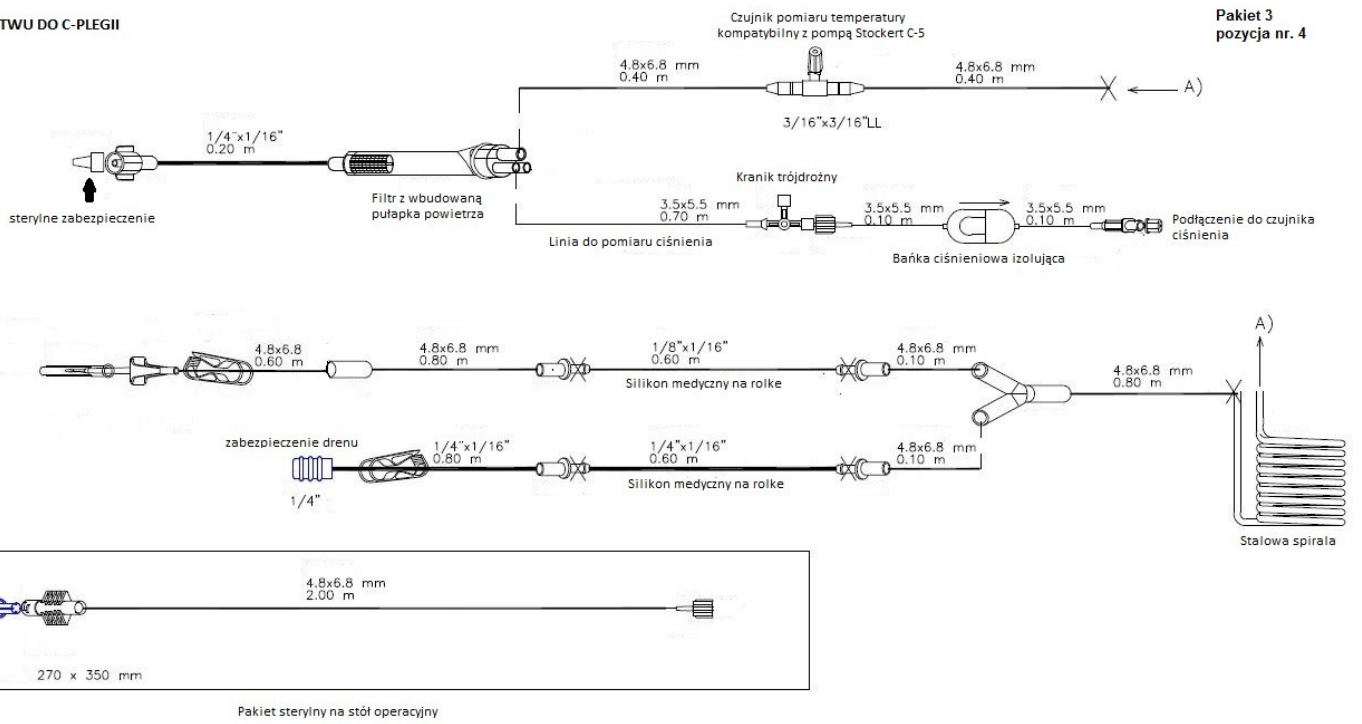 TWU DO C-PLEGII
Pakiet 3
pozycja nr. 4
Czujnik pomiaru temperatury
kompatybilny z pompą Stockert C-5
4.8x6.8 mm
0.40 m
4.8x6.8 mm
0.40 m
A)
3/16"x3/16"LL
1/4"x1/16"
0.20 m
sterylne zabezpieczenie
Filtr z wbudowaną
pułapka powietrza
Kranik trójdrożny
3.5x5.5 mm
0.70 m
3.5x5.5 mm
0.10 m
3.5x5.5 mm
0.10 m
Podłączenie do czujnika
ciśnienia
Linia do pomiaru ciśnienia
Bańka ciśnieniowa izolująca
A)
4.8x6.8
0.60 m
4.8x6.8 mm
0.80 m
1/8"x1/16"
0.60 m
Silikon medyczny na rolke
4.8x6.8 mm
0.10 m
4.8x6.8 mm
0.80 m
zabezpieczenie drenu
1/4"
1/4"x1/16"
0.80 m
1/4"x1/16"
0.60 m
Silikon medyczny na rolke
4.8x6.8 mm
0.10 m
Stalowa spirala
4.8x6.8 mm
2.00 m
270 x 350 mm
Pakiet sterylny na stół operacyjny